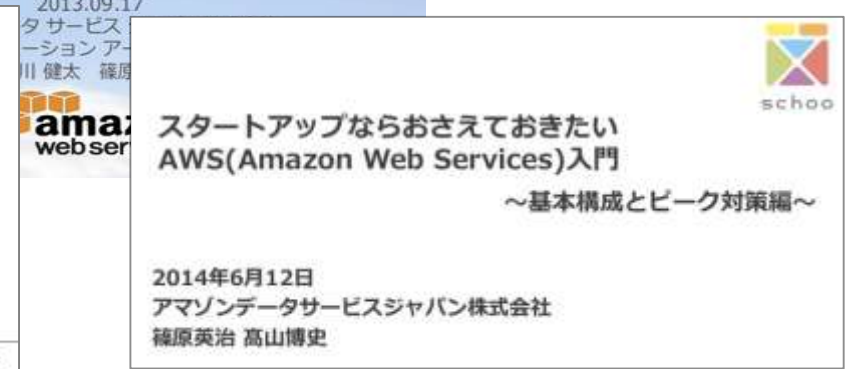 2013.09.17
タ サービス
ーション アー
川 健太 篠原
amaz
web ser
schoo
スタートアップならおさえておきたい
AWS(Amazon Web Services)入門
～基本構成とピーク対策編～
2014年6月12日
アマゾンデータサービスジャパン株式会社
篠原英治 髙山博史